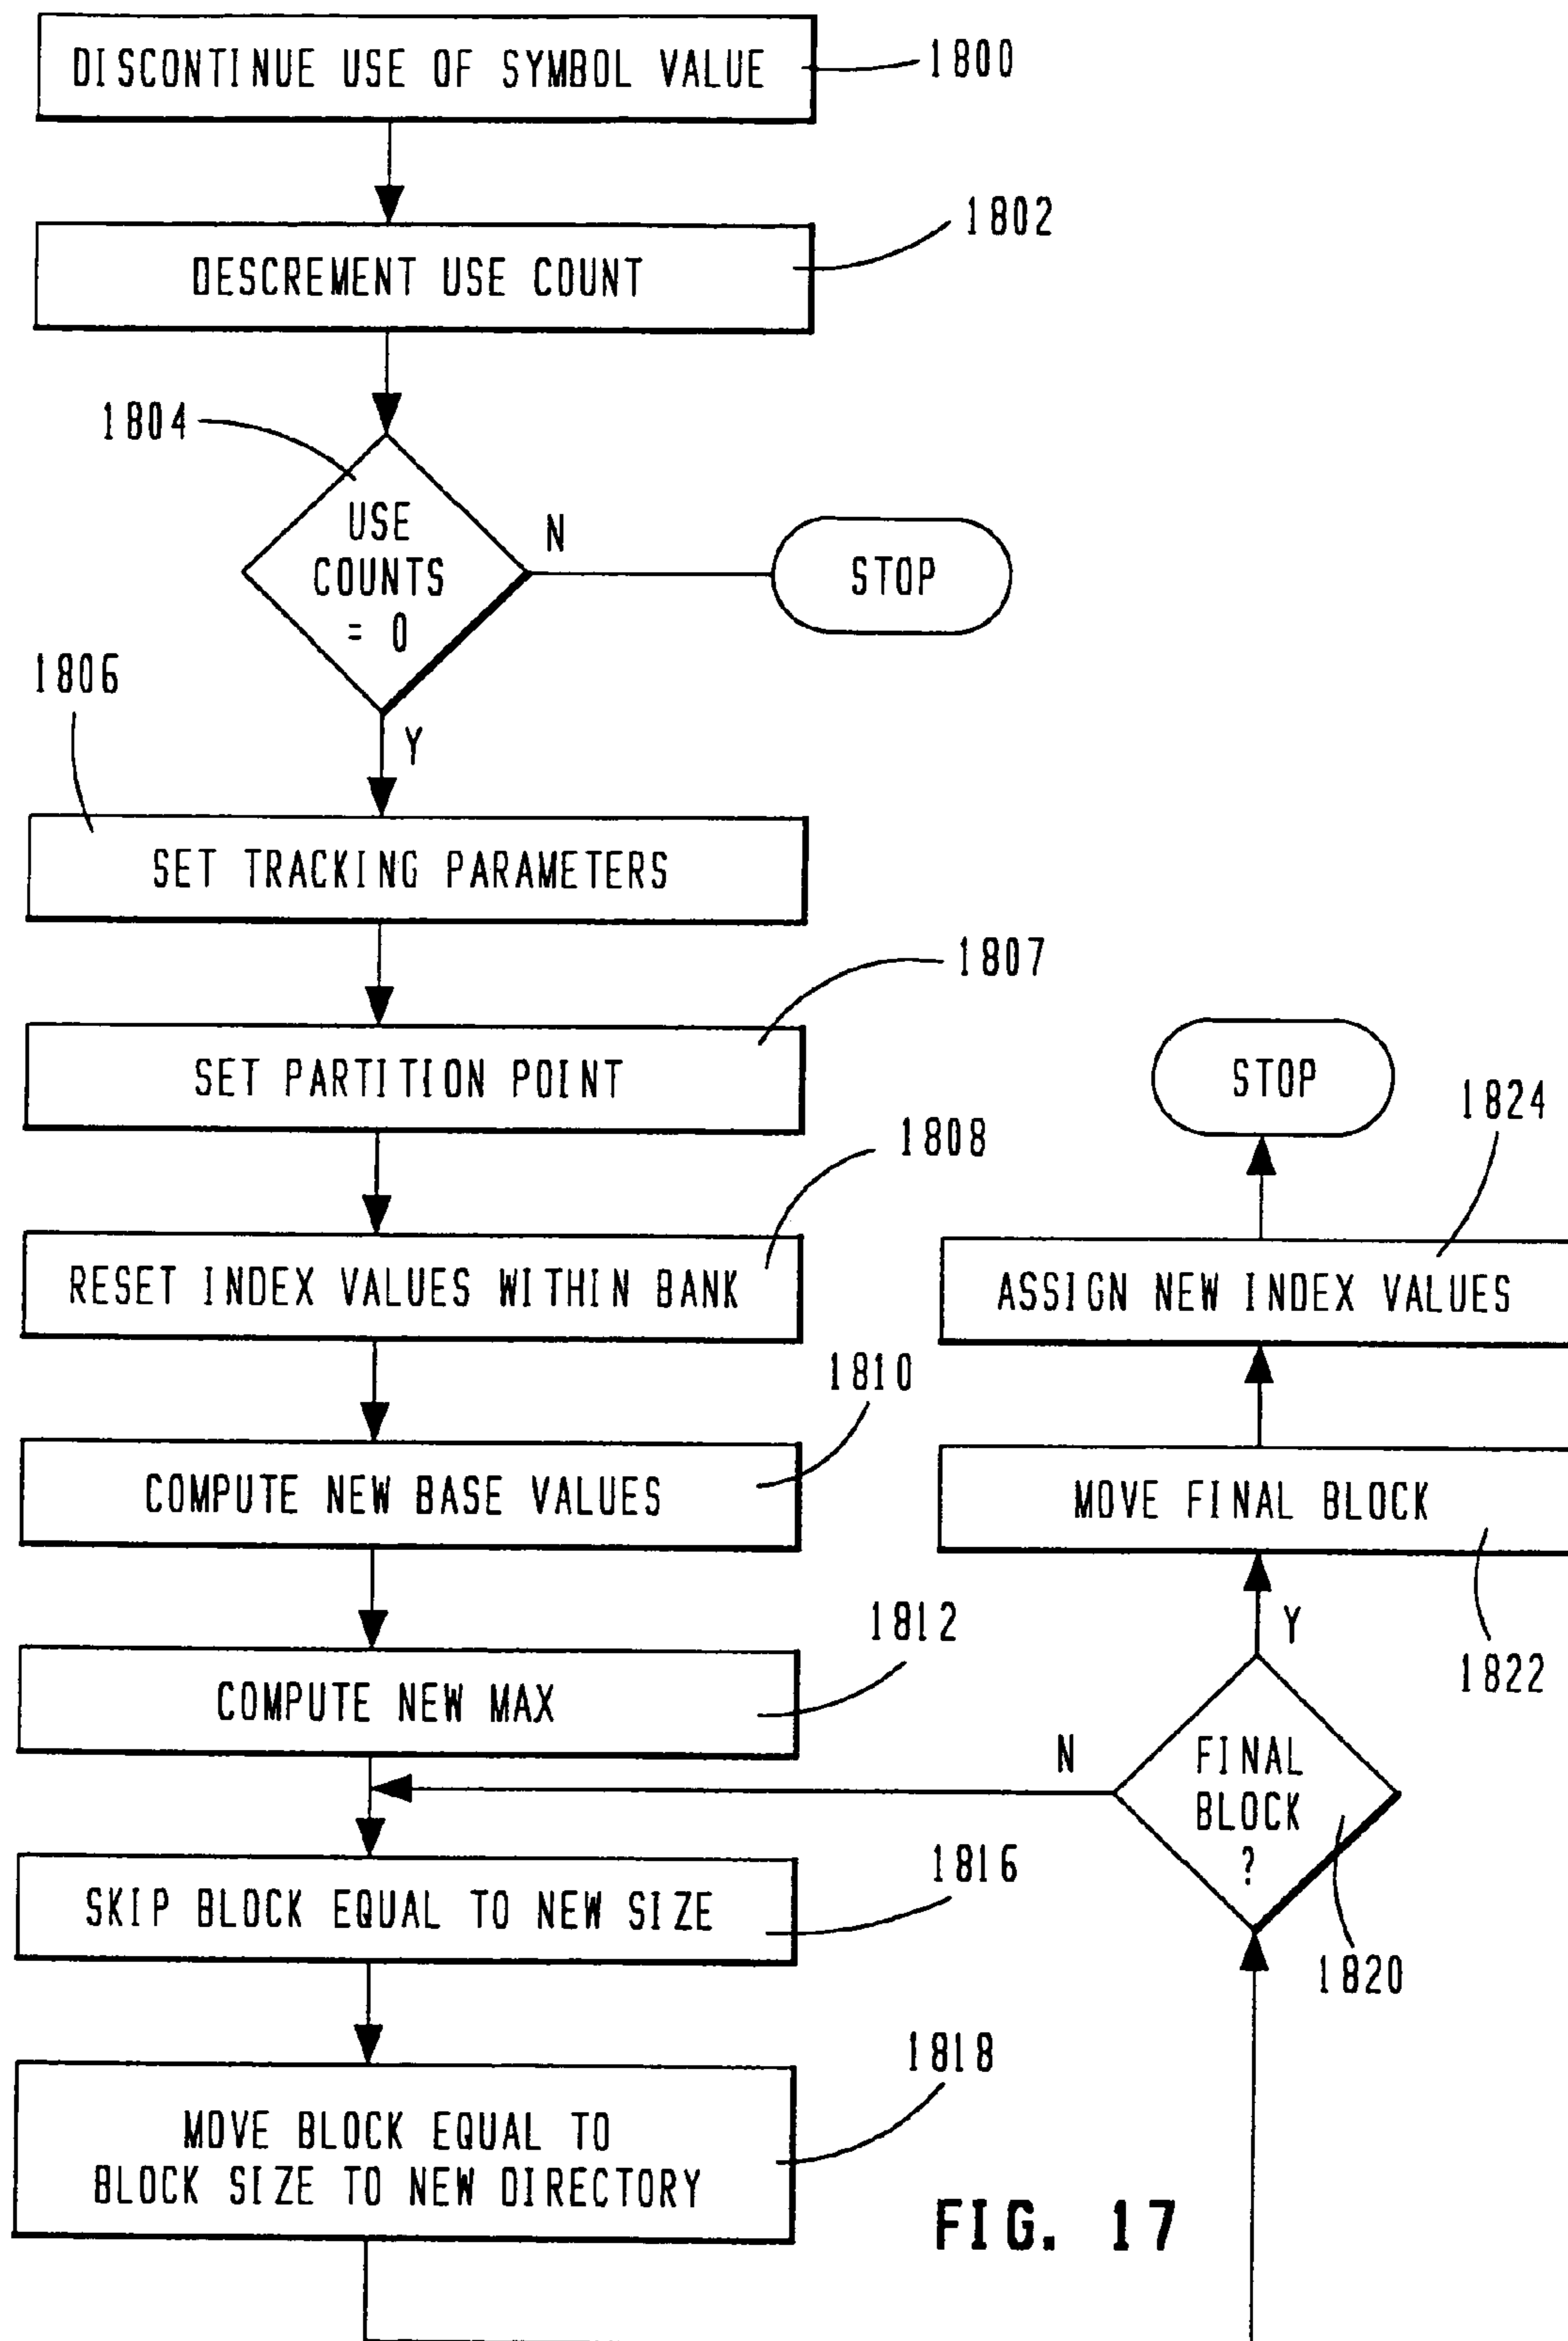 DISCONTINUE USE OF SYMBOL VALUE
1800
DESCREMENT USE COUNT
1802
1804
USE
COUNTS
= 0
N
STOP
Y
1806
SET TRACKING PARAMETERS
1807
SET PARTITION POINT
1808
RESET INDEX VALUES WITHIN BANK
1810
COMPUTE NEW BASE VALUES
1812
COMPUTE NEW MAX
1816
SKIP BLOCK EQUAL TO NEW SIZE
1818
MOVE BLOCK EQUAL TO
BLOCK SIZE TO NEW DIRECTORY
STOP
1824
ASSIGN NEW INDEX VALUES
MOVE FINAL BLOCK
1822
Y
N
FINAL
BLOCK
?
1820
FIG. 17